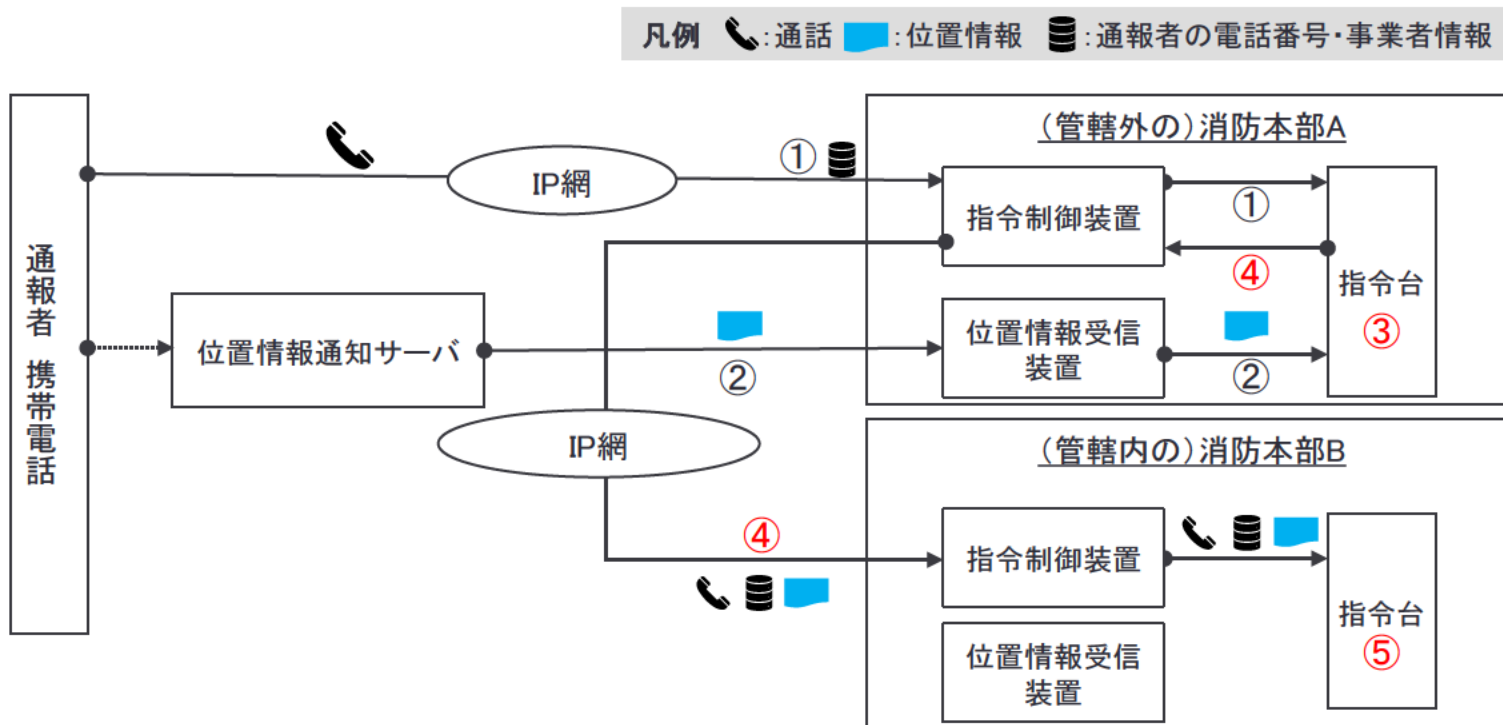 凡例 :通話 :位置情報 :通報者の電話番号・事業者情報
通報者 携帯電話
(管轄外の)消防本部A
IP網
①
指令制御装置
①
④
指令台
③
位置情報通知サーバ
②
位置情報受信
装置
②
IP網
(管轄内の)消防本部B
④
指令制御装置
指令台
⑤
位置情報受信
装置